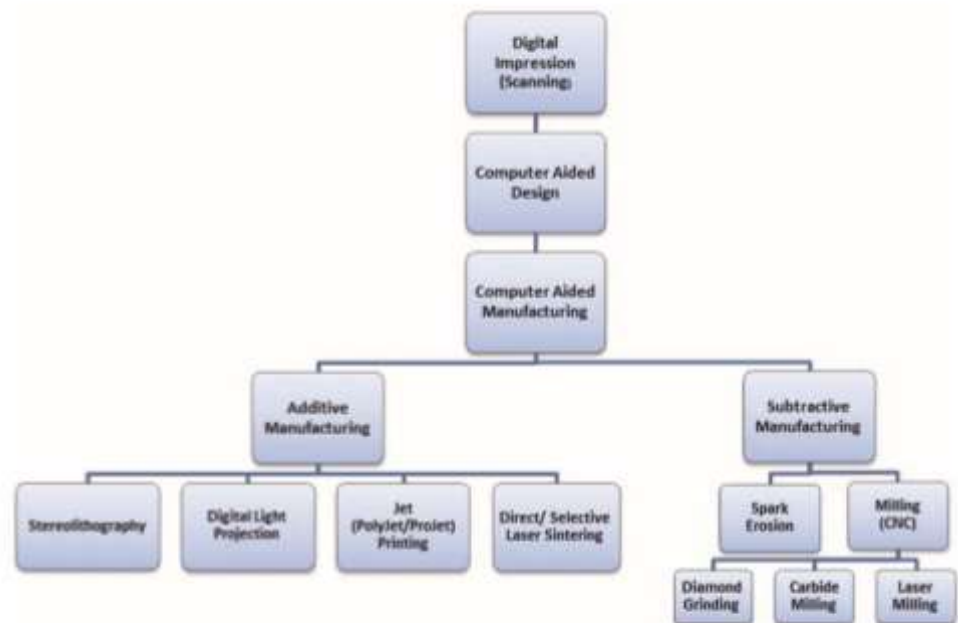 Digital
Impression
(Scanning)
Computer Aided
Design
Computer Aided
Manufacturing
Additive
Manufacturing
Subtractive
Manufacturing
Stereolithography
Digital Light
Projection
Jet
(PolyJet/ProJet)
Printing
Direct/ Selective
Laser Sintering
Spark
Erosion
Milling
(CNC)
Diamond
Grinding
Carbide
Milling
Laser
Milling